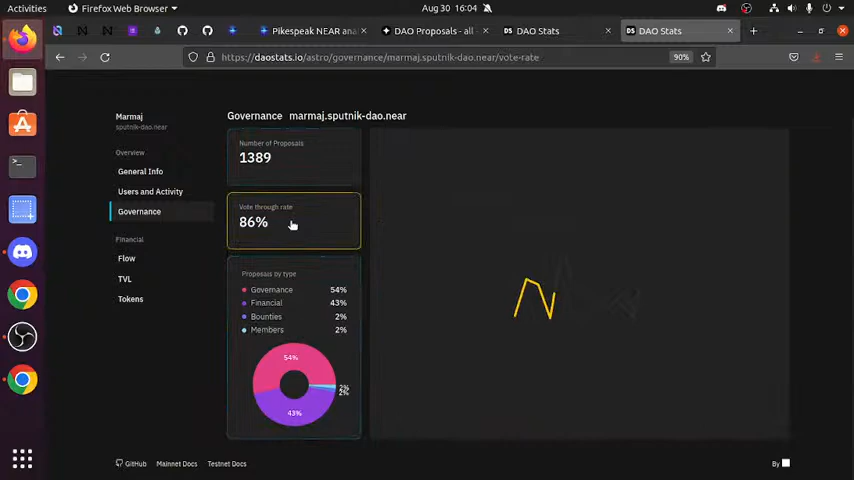 Activities
Firefox Web Browser
Aug 30 16:04
Pikespeak NEAR ana
DAO Proposals - all -
DAO Stats
DAO Stats
https://daostats.io/astro/governance/marmaj.sputnik-dao.near/vote-rate
90%
Marmaj
sputnik-dao.near
Governance marmaj.sputnik-dao.near
Overview
General Info
Users and Activity
Governance
Financial
Flow
TVL
Tokens
Number of Proposals
1389
Vote through rate
86%
Proposals by type
Governance 54%
Financial 43%
Bounties 2%
Members 2%
54%
2%
2%
43%
GitHub
Mainnet Docs
Testnet Docs
By